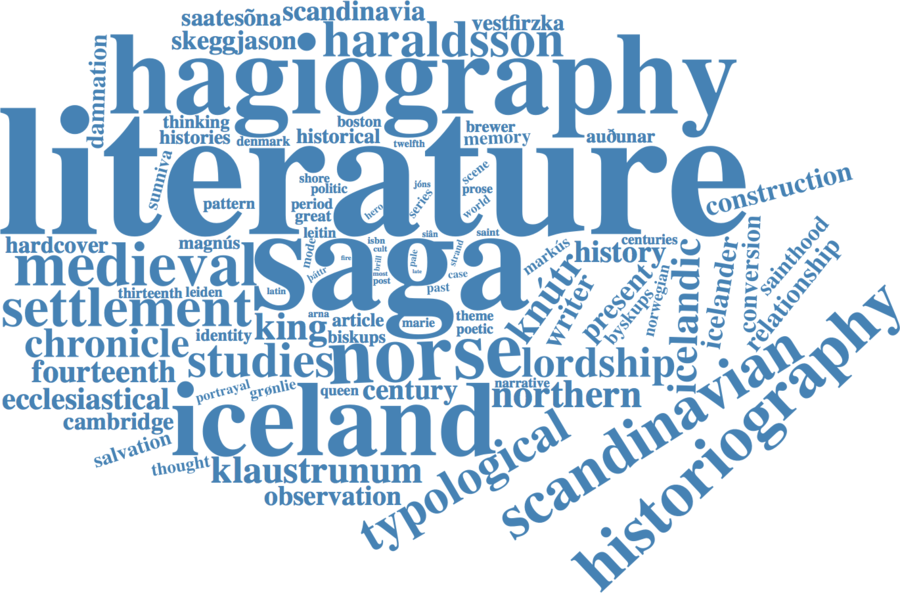 saatesõna
scandinavia
vestfirzka
skeggjason
haraldsson
damnation
hagiography
thinking
boston
brewer
histories
denmark
historical
twelfth
memory
auðunar
literature
sunniva
pattern
shore
politic
period
great
hero
jóns
series
scene
prose
world
construction
leitin
mode
isbn
cult
siân
saint
hardcover
magnús
medieval
saga
þáttr
fire
brill
must
post
pale
late
strand
case
past
latin
markús
centuries
history
thirteenth
leiden
settlement
identity
king
arna
article
biskups
marie
theme
poetic
knútr
writer
present
byskups
norwegian
icelandic
icelander
conversion
sainthood
relationship
chronicle
studies
norse
lordship
fourteenth
portrayal
grønlie
queen
century
narrative
northern
ecclesiastical
cambridge
iceland
salvation
thought
klaustrunum
observation
typological
scandinavian
historiography